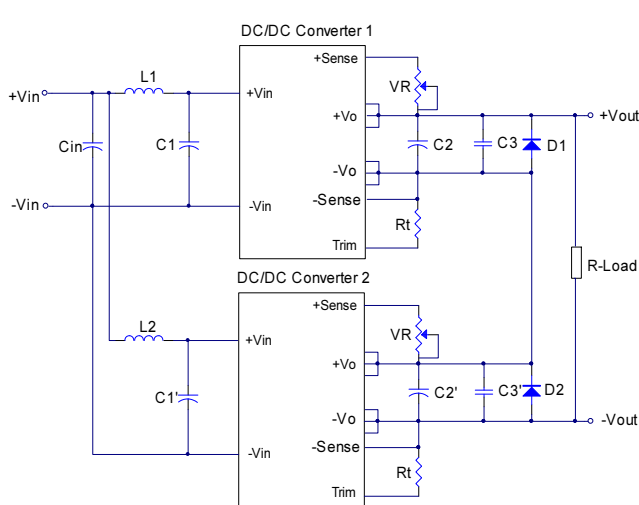 DC/DC Converter 1
+Sense
L1
VR
+Vin
+Vin
+Vo
+Vout
Cin
C1
C2
C3
D1
-Vo
-Vin
-Vin
-Sense
Rt
Trim
R-Load
DC/DC Converter 2
+Sense
L2
VR
+Vin
+Vo
C1'
C2'
C3'
D2
-Vo
-Vout
-Sense
-Vin
Rt
Trim